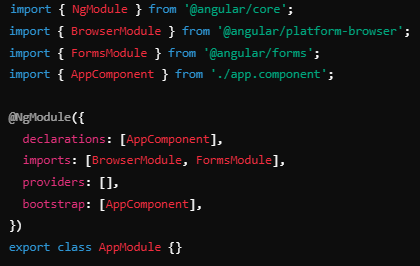 import { NgModule } from '@angular/core';
import { BrowserModule } from '@angular/platform-browser';
import { FormsModule } from '@angular/forms';
import { AppComponent } from './app.component';

@NgModule({
  declarations: [AppComponent],
  imports: [BrowserModule, FormsModule],
  providers: [],
  bootstrap: [AppComponent],
})
export class AppModule {}